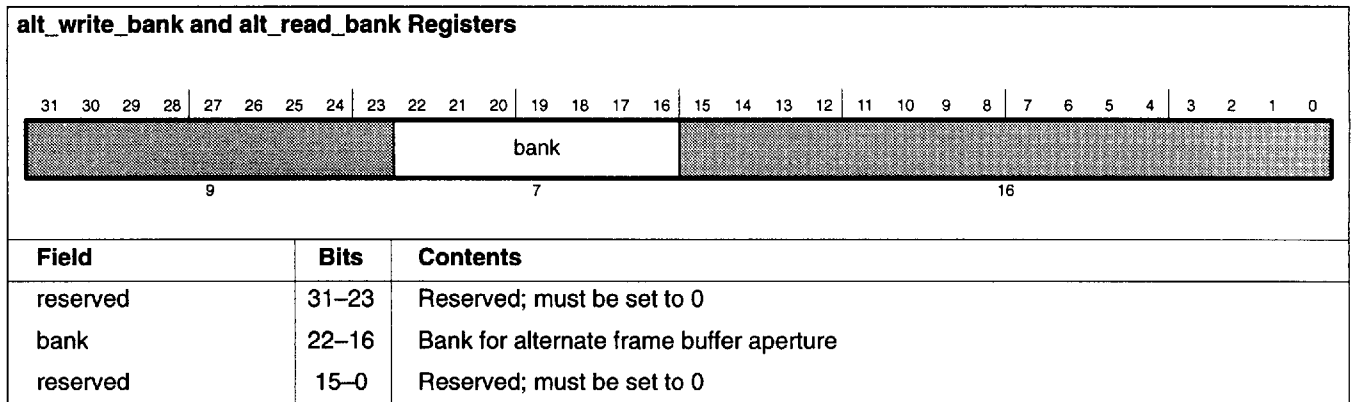 alt_write_bank and alt_read_bank Registers
31 30 29 28 27 26 25 24 23 22 21 20 19 18 17 16 15 14 13 12 11 10 9 8 7 6 5 4 3 2 1 0
bank
9 7 16
Field Bits Contents
reserved 31–23 Reserved; must be set to 0
bank 22–16 Bank for alternate frame buffer aperture
reserved 15–0 Reserved; must be set to 0